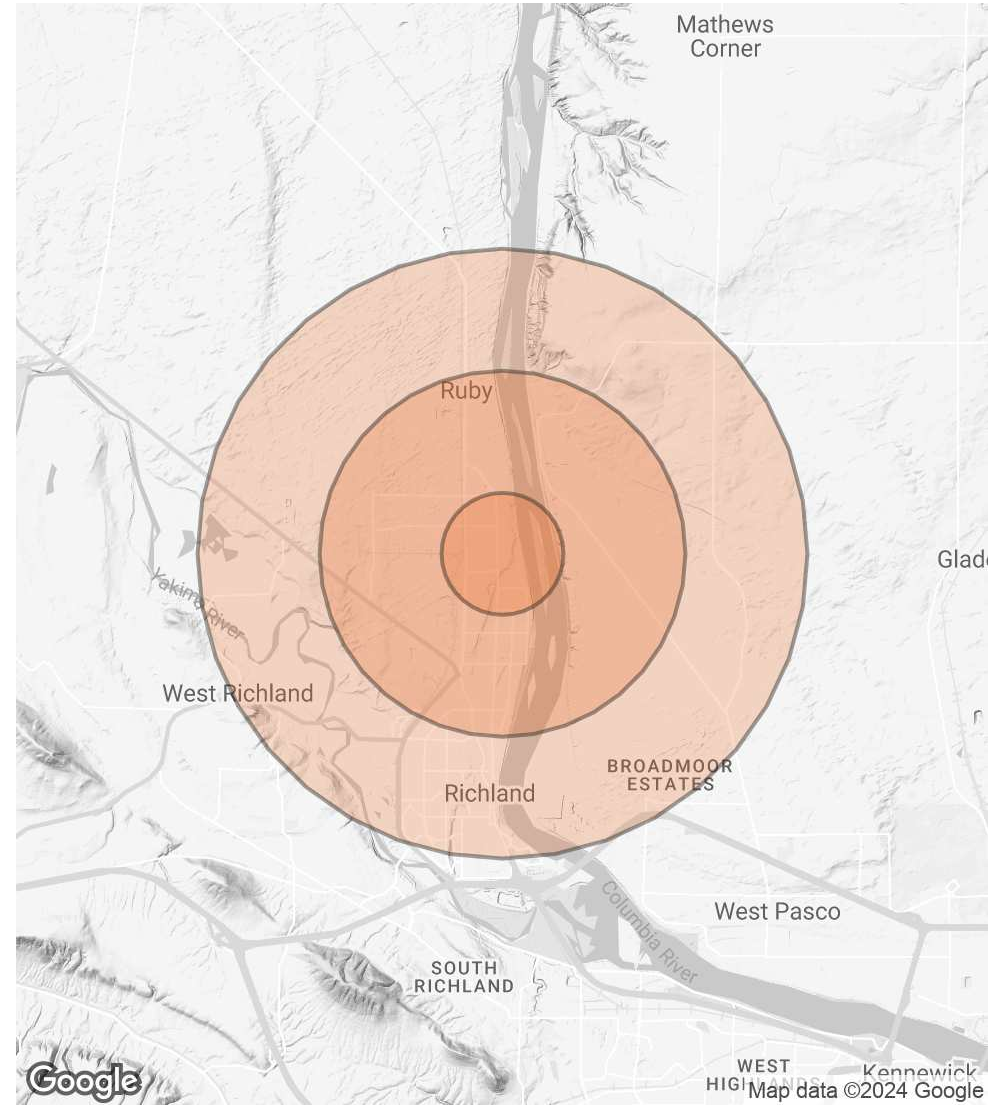 Mathews
Corner
Ruby
Glade
Yakima River
West Richland
BROADMOOR
ESTATES
Richland
West Pasco
Columbia River
SOUTH
RICHLAND
WEST
HIGHLANDS
Kennewick
Google
Map data ©2024 Google